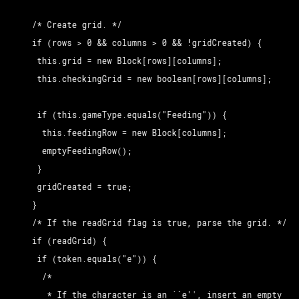 /* Create grid. */
if (rows > 0 && columns > 0 && !gridCreated) {
this.grid = new Block[rows][columns];
this.checkingGrid = new boolean[rows][columns];
if (this.gameType.equals("Feeding")) {
this.feedingRow = new Block[columns];
emptyFeedingRow();
}
gridCreated = true;
}
/* If the readGrid flag is true, parse the grid. */
if (readGrid) {
if (token.equals("e")) {
/*
* If the character is an ``e'', insert an empty